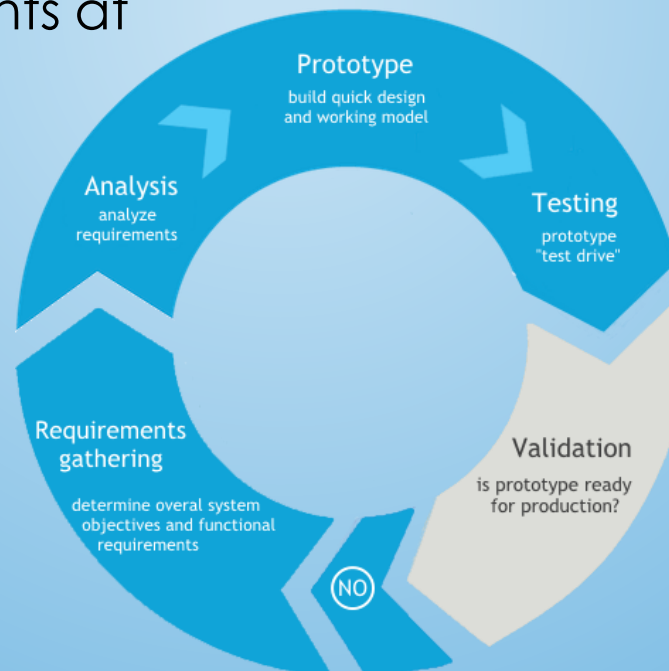 nts at
Prototype
build quick design
and working model
Analysis
analyze
requirements
Testing
prototype
"test drive"
Requirements
gathering
determine overal system
objectives and functional
requirements
Validation
is prototype ready
for production?
NO